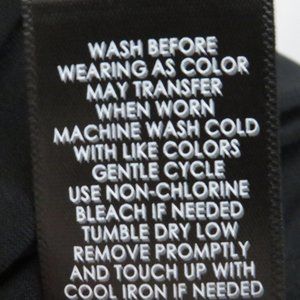 WASH BEFORE
WEARING AS COLOR
MAY TRANSFER
WHEN WORN
MACHINE WASH COLD
WITH LIKE COLORS
GENTLE CYCLE
USE NON-CHLORINE
BLEACH IF NEEDED
TUMBLE DRY LOW
REMOVE PROMPTLY
AND TOUCH UP WITH
COOL IRON IF NEEDED